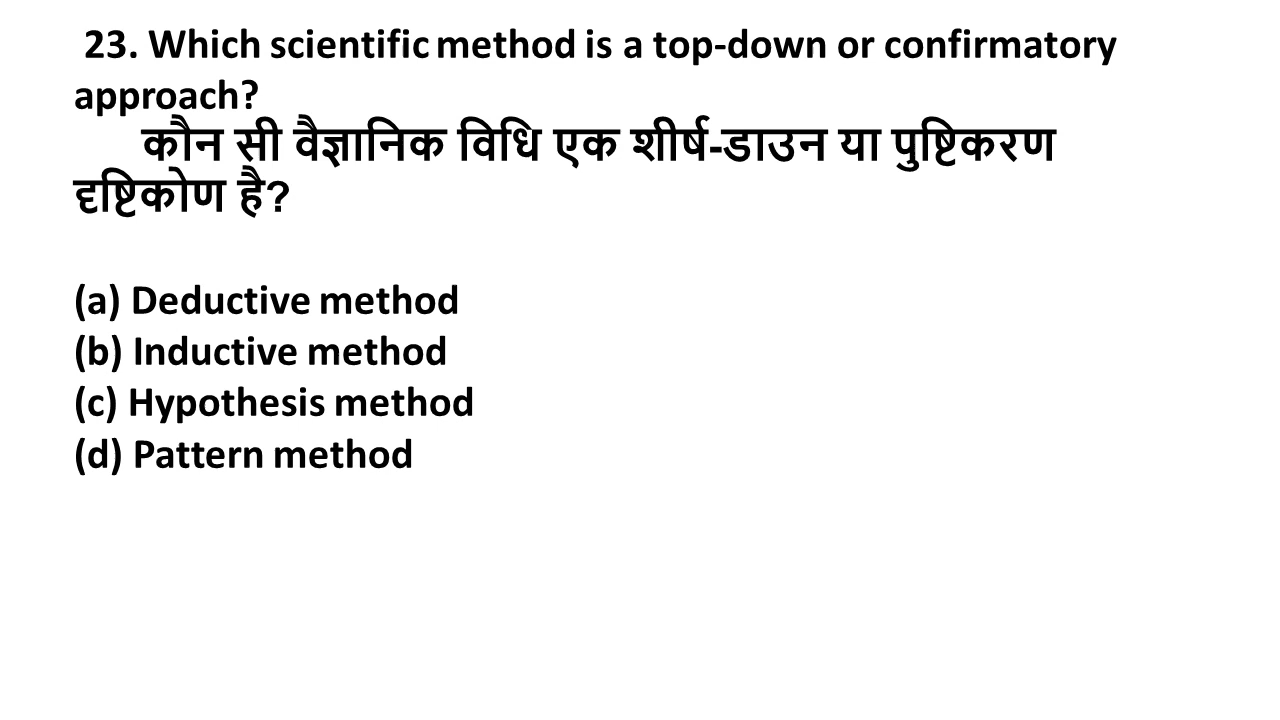 23. Which scientific method is a top-down or confirmatory
approach?
कौन सी वैज्ञानिक विधि एक शीर्ष-डाउन या पुष्टिकरण
दृष्टिकोण है?
(a) Deductive method
(b) Inductive method
(c) Hypothesis method
(d) Pattern method